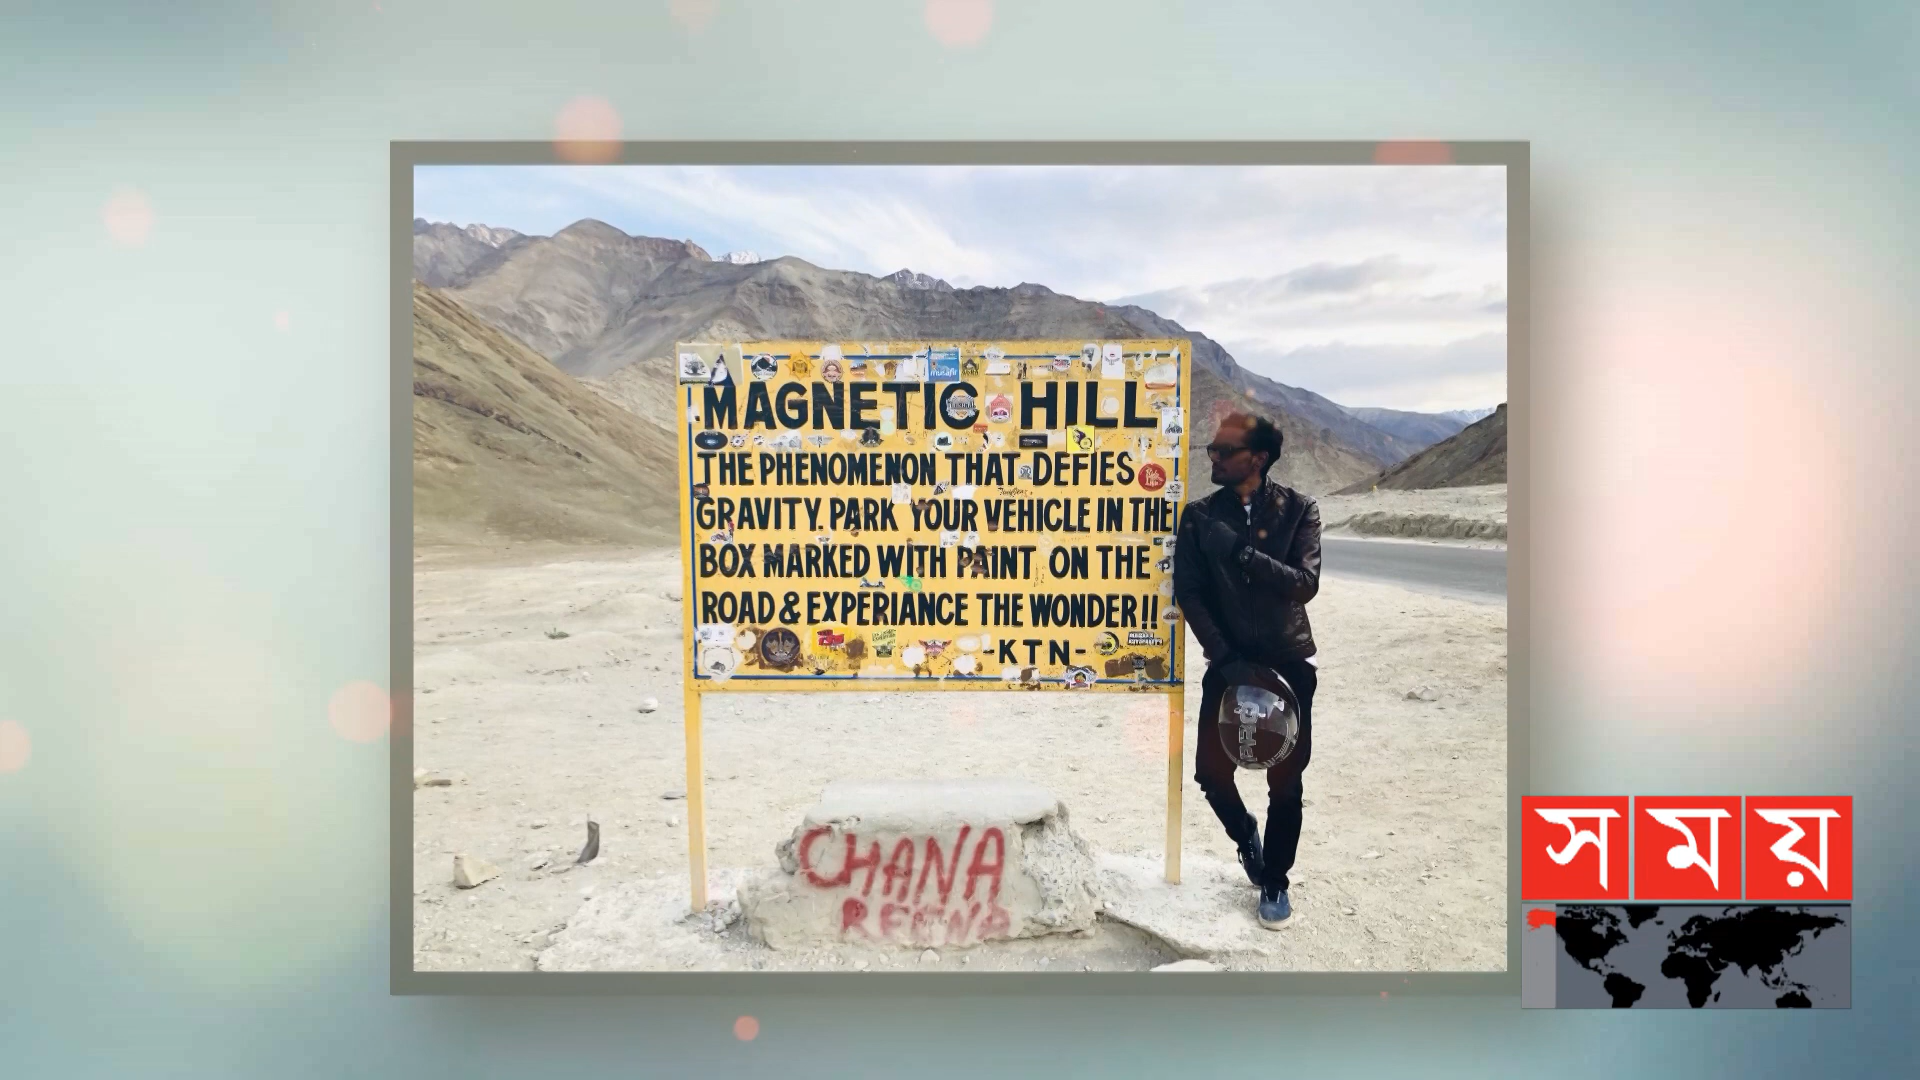 MAGNETIC HILL
THE PHENOMENON THAT DEFIES
GRAVITY. PARK YOUR VEHICLE IN THE
BOX MARKED WITH PAINT ON THE
ROAD & EXPERIANCE THE WONDER!!
-KTN-
CHANA
সময়